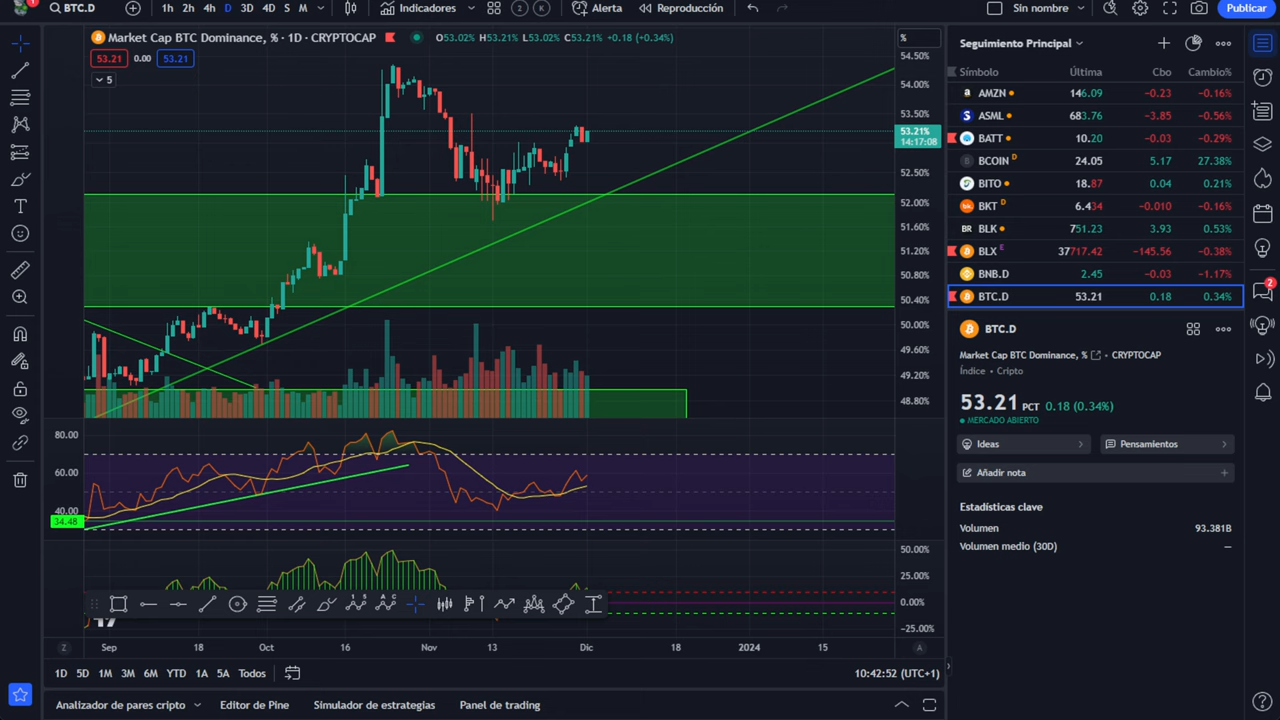 1
BTC.D
1h 2h 4h D 3D 4D S M
Indicadores
2 K
Alerta
Reproducción
Sin nombre
Publicar
Market Cap BTC Dominance, % · 1D · CRYPTOCAP
O53.02% H53.21% L53.02% C53.21% +0.18 (+0.34%)
53.21 0.00 53.21
5
%
54.50%
54.00%
53.50%
53.21%
14:17:08
52.50%
52.00%
51.60%
51.20%
50.80%
50.40%
50.00%
49.60%
49.20%
48.80%
80.00
60.00
40.00
34.48
50.00%
25.00%
0.00%
−25.00%
Z Sep 18 Oct 16 Nov 13 Dic 18 2024 15 A
1D 5D 1M 3M 6M YTD 1A 5A Todos
10:42:52 (UTC+1)
Analizador de pares cripto
Editor de Pine
Simulador de estrategias
Panel de trading
Seguimiento Principal
Símbolo Última Cbo Cambio%
AMZN 146.09 −0.23 −0.16%
ASML 683.76 −3.85 −0.56%
BATT 10.20 −0.03 −0.29%
BCOIN D 24.05 5.17 27.38%
BITO 18.87 0.04 0.21%
BKT D 6.434 −0.010 −0.16%
BR BLK 751.23 3.93 0.53%
BLX E 37717.42 −145.56 −0.38%
BNB.D 2.45 −0.03 −1.17%
BTC.D 53.21 0.18 0.34%
BTC.D
Market Cap BTC Dominance, % · CRYPTOCAP
Índice · Cripto
53.21 PCT 0.18 (0.34%)
MERCADO ABIERTO
Ideas
Pensamientos
Añadir nota
Estadísticas clave
Volumen 93.381B
Volumen medio (30D) —
2